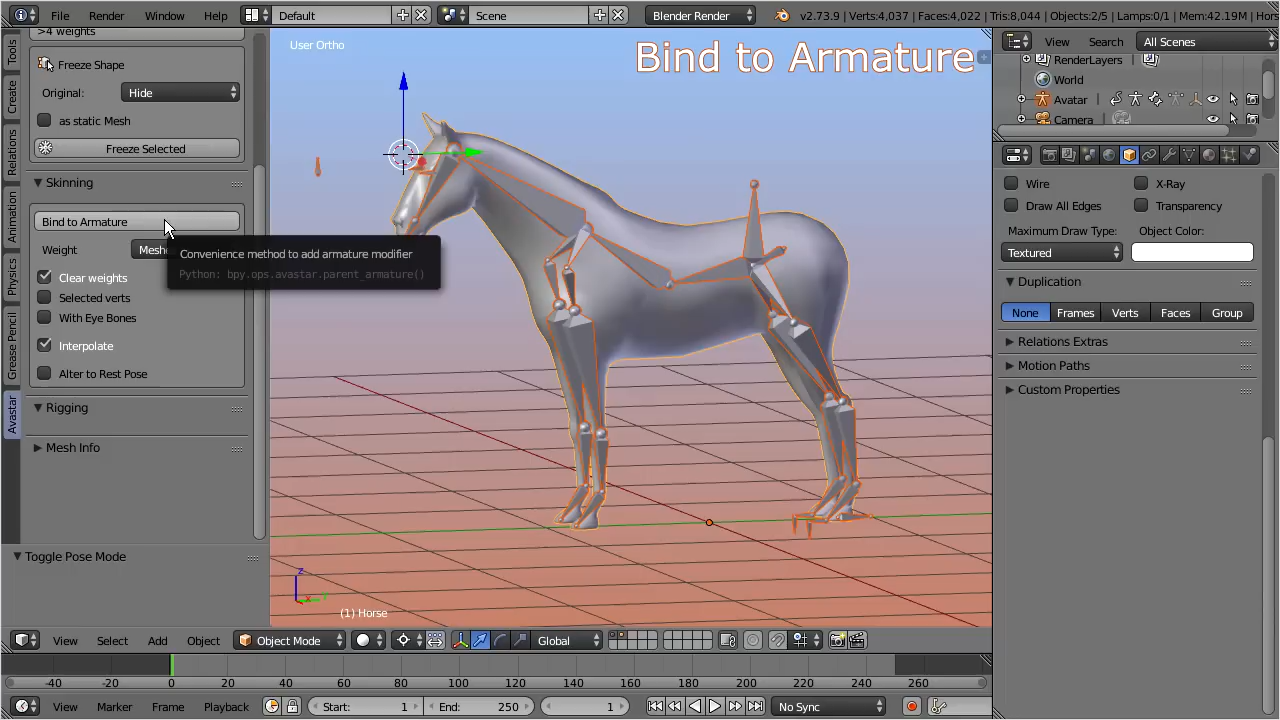 File Render Window Help Default Scene Blender Render v2.73.9 | Verts:4,037 | Faces:4,022 | Tris:8,044 | Objects:2/5 | Lamps:0/1 | Mem:42.19M | Hors
Tools
Create
Relations
Animation
Physics
Grease Pencil
Avastar
>4 weights
Freeze Shape
Original: Hide
as static Mesh
Freeze Selected
Skinning
Bind to Armature
Weight Meshe
Clear weights
Selected verts
With Eye Bones
Interpolate
Alter to Rest Pose
Rigging
Mesh Info
Toggle Pose Mode
Convenience method to add armature modifier
Python: bpy.ops.avastar.parent_armature()
User Ortho
Bind to Armature
z
Y
x
(1) Horse
View Search All Scenes
RenderLayers
World
Avatar
Camera
Wire X-Ray
Draw All Edges Transparency
Maximum Draw Type: Object Color:
Textured
Duplication
None Frames Verts Faces Group
Relations Extras
Motion Paths
Custom Properties
View Select Add Object Object Mode Global
-40 -20 0 20 40 60 80 100 120 140 160 180 200 220 240 260
View Marker Frame Playback Start: 1 End: 250 1 No Sync